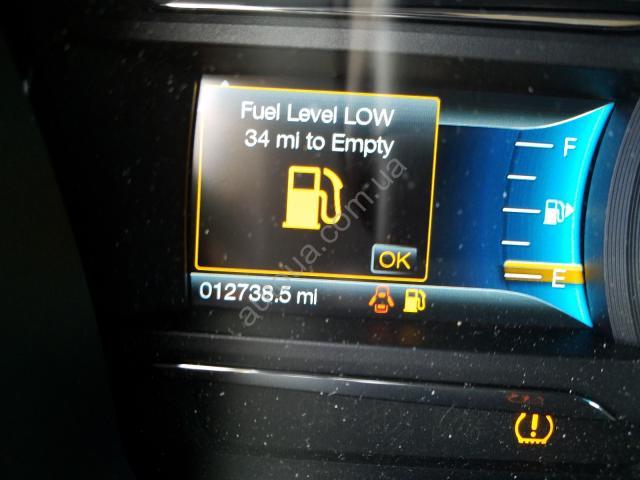 Fuel Level LOW
34 mi to Empty
OK
F
E
012738.5 mi